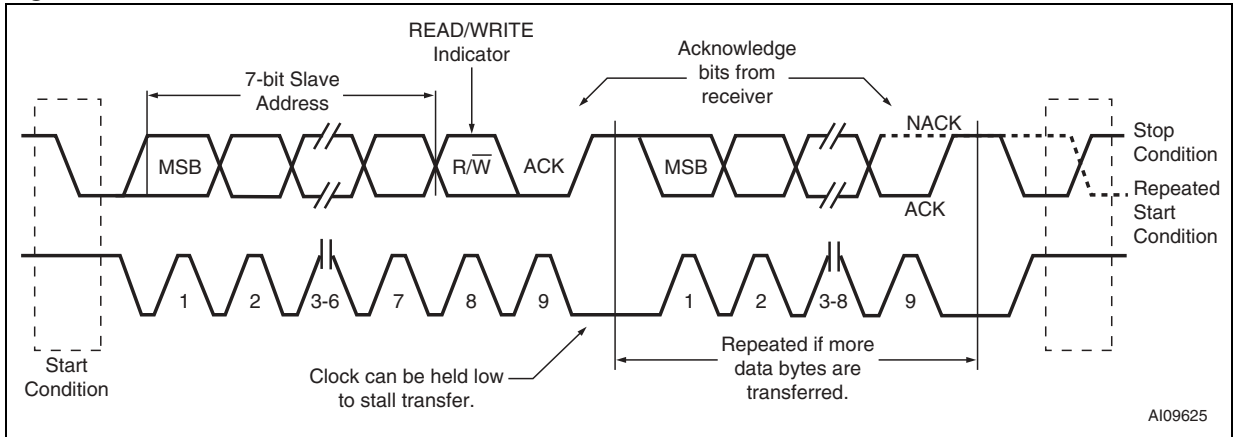 READ/WRITE
Indicator
Acknowledge
bits from
receiver
7-bit Slave
Address
NACK
Stop
Condition
MSB
R/W̅
ACK
MSB
ACK
Repeated
Start
Condition
1
2
3-6
7
8
9
1
2
3-8
9
Start
Condition
Clock can be held low
to stall transfer.
Repeated if more
data bytes are
transferred.
AI09625